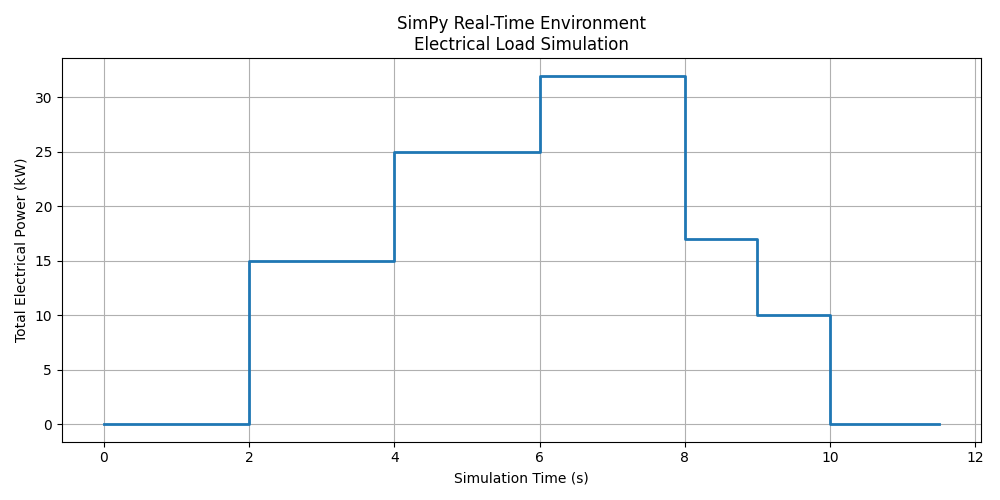 SimPy Real-Time Environment
Electrical Load Simulation
Total Electrical Power (kW)
30
25
20
15
10
5
0
0 2 4 6 8 10 12
Simulation Time (s)